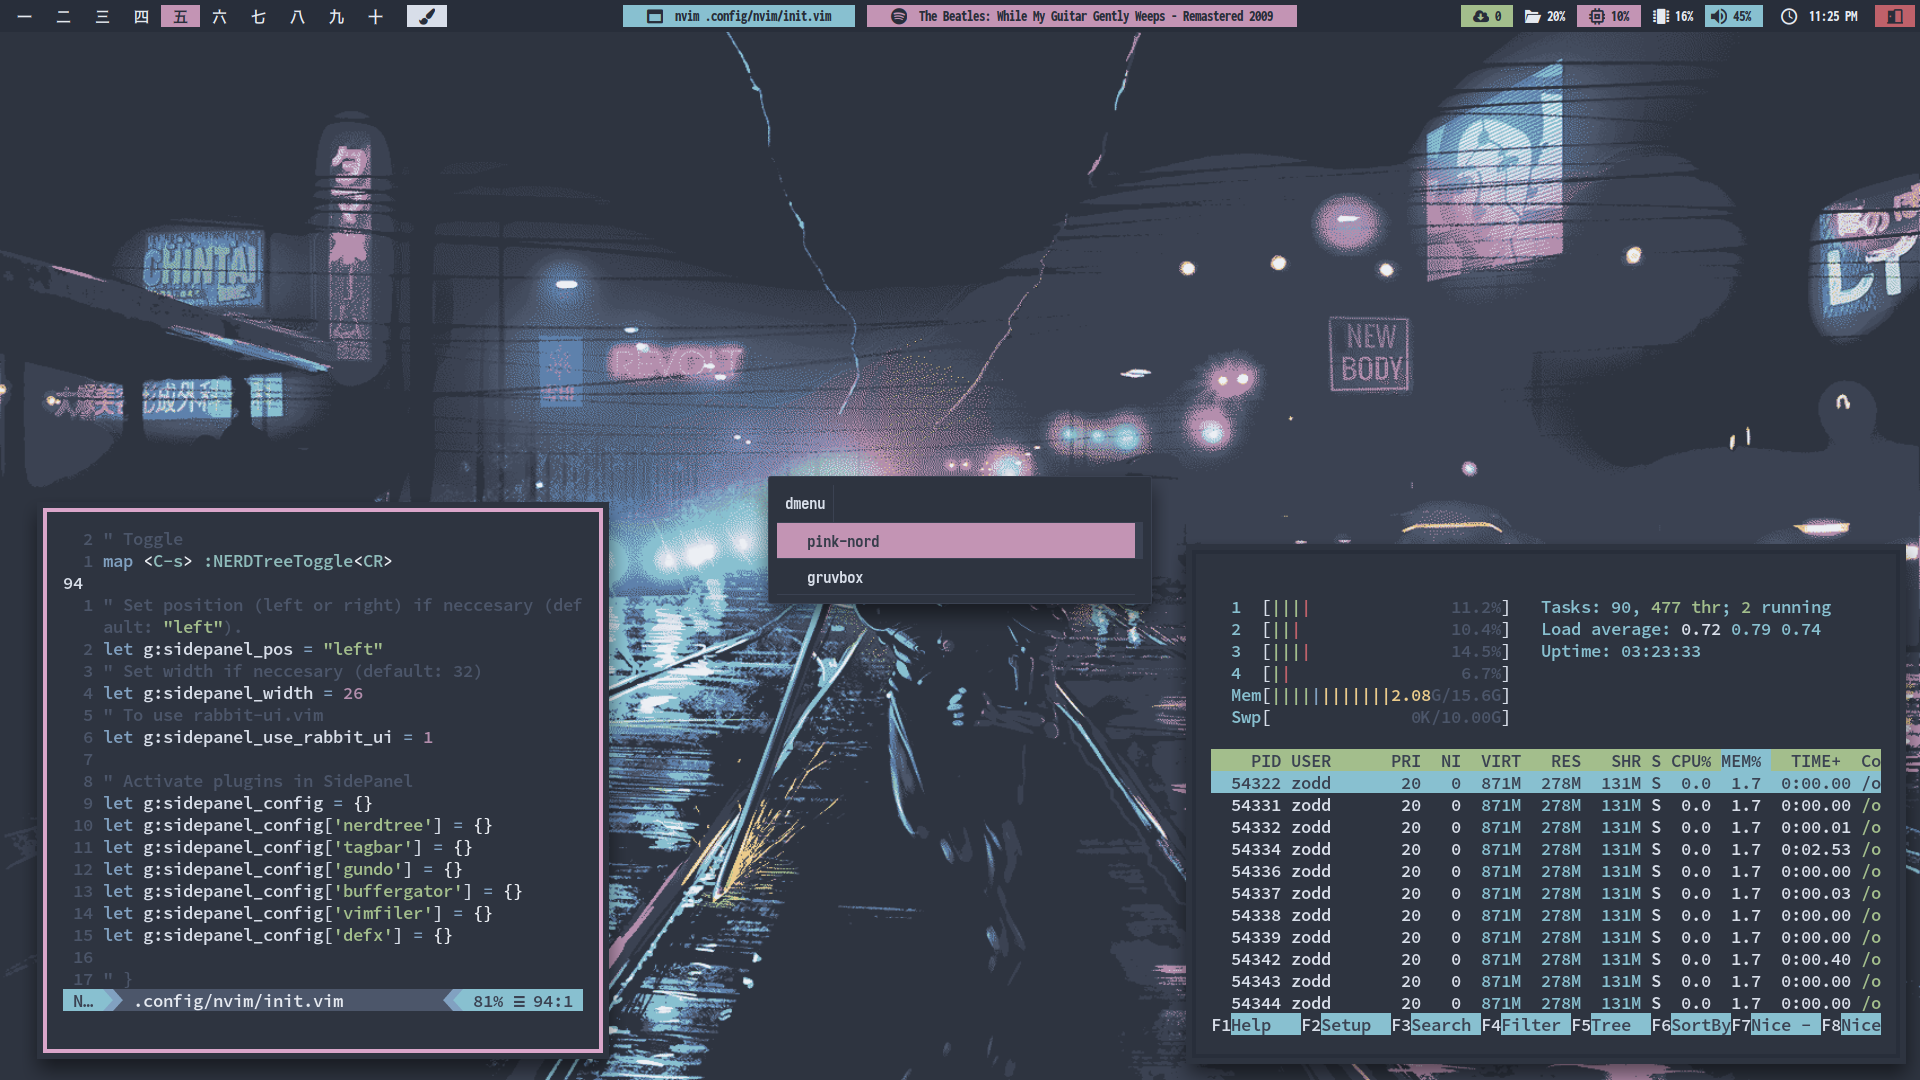 一 二 三 四 五 六 七 八 九 十
nvim .config/nvim/init.vim
The Beatles: While My Guitar Gently Weeps - Remastered 2009
0 20% 10% 16% 45% 11:25 PM
CHINTAI
REVOLT
NEW
BODY
dmenu
pink-nord
gruvbox
2 " Toggle
1 map <C-s> :NERDTreeToggle<CR>
94
1 " Set position (left or right) if neccesary (def
ault: "left").
2 let g:sidepanel_pos = "left"
3 " Set width if neccesary (default: 32)
4 let g:sidepanel_width = 26
5 " To use rabbit-ui.vim
6 let g:sidepanel_use_rabbit_ui = 1
7
8 " Activate plugins in SidePanel
9 let g:sidepanel_config = {}
10 let g:sidepanel_config['nerdtree'] = {}
11 let g:sidepanel_config['tagbar'] = {}
12 let g:sidepanel_config['gundo'] = {}
13 let g:sidepanel_config['buffergator'] = {}
14 let g:sidepanel_config['vimfiler'] = {}
15 let g:sidepanel_config['defx'] = {}
16
17 " }
N… .config/nvim/init.vim 81% ☰ 94:1
1 [|||| 11.2%] Tasks: 90, 477 thr; 2 running
2 [||| 10.4%] Load average: 0.72 0.79 0.74
3 [|||| 14.5%] Uptime: 03:23:33
4 [|| 6.7%]
Mem[||||||||||||2.08G/15.6G]
Swp[ 0K/10.00G]
PID USER PRI NI VIRT RES SHR S CPU% MEM% TIME+ Co
54322 zodd 20 0 871M 278M 131M S 0.0 1.7 0:00.00 /o
54331 zodd 20 0 871M 278M 131M S 0.0 1.7 0:00.00 /o
54332 zodd 20 0 871M 278M 131M S 0.0 1.7 0:00.01 /o
54334 zodd 20 0 871M 278M 131M S 0.0 1.7 0:02.53 /o
54336 zodd 20 0 871M 278M 131M S 0.0 1.7 0:00.00 /o
54337 zodd 20 0 871M 278M 131M S 0.0 1.7 0:00.03 /o
54338 zodd 20 0 871M 278M 131M S 0.0 1.7 0:00.00 /o
54339 zodd 20 0 871M 278M 131M S 0.0 1.7 0:00.00 /o
54342 zodd 20 0 871M 278M 131M S 0.0 1.7 0:00.40 /o
54343 zodd 20 0 871M 278M 131M S 0.0 1.7 0:00.00 /o
54344 zodd 20 0 871M 278M 131M S 0.0 1.7 0:00.00 /o
F1Help F2Setup F3Search F4Filter F5Tree F6SortBy F7Nice - F8Nice